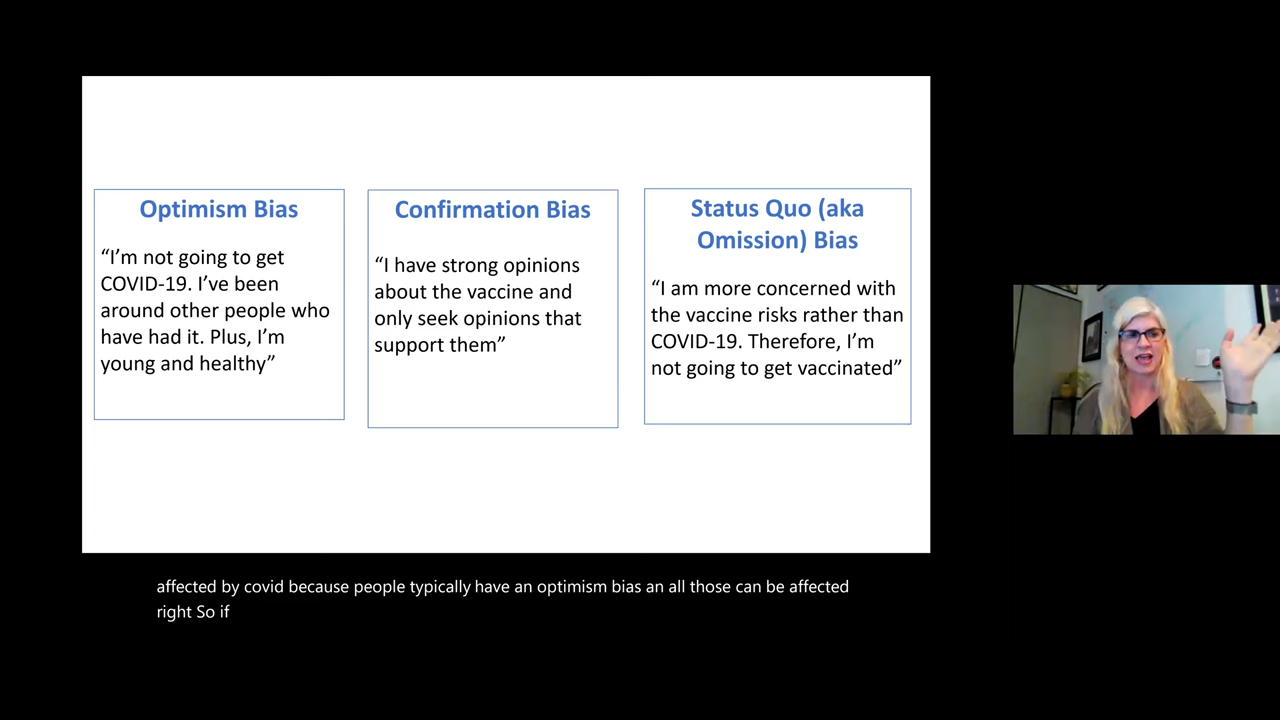 Optimism Bias
“I’m not going to get
COVID-19. I’ve been
around other people who
have had it. Plus, I’m
young and healthy”
Confirmation Bias
“I have strong opinions
about the vaccine and
only seek opinions that
support them”
Status Quo (aka
Omission) Bias
“I am more concerned with
the vaccine risks rather than
COVID-19. Therefore, I’m
not going to get vaccinated”
affected by covid because people typically have an optimism bias an all those can be affected
right So if